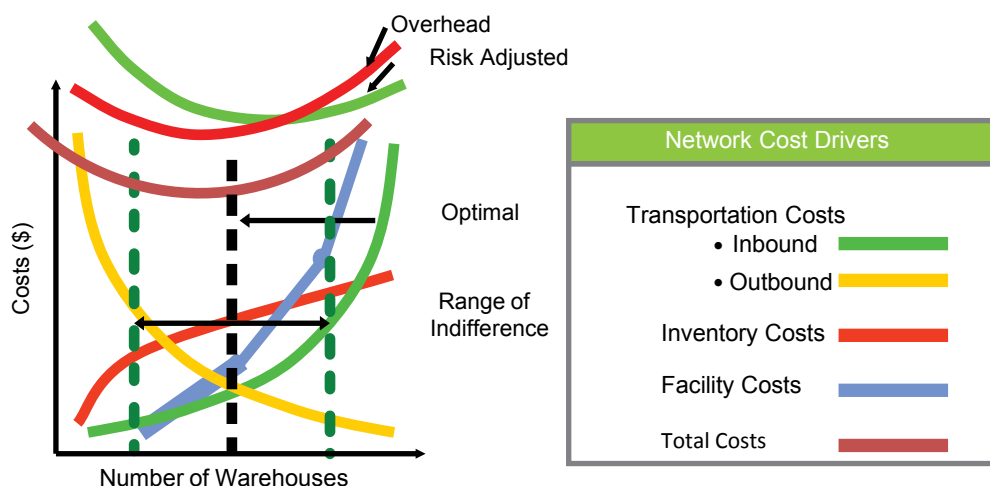 Overhead
Risk Adjusted
Costs ($)
Optimal
Range of
Indifference
Number of Warehouses
Network Cost Drivers
Transportation Costs
• Inbound
• Outbound
Inventory Costs
Facility Costs
Total Costs